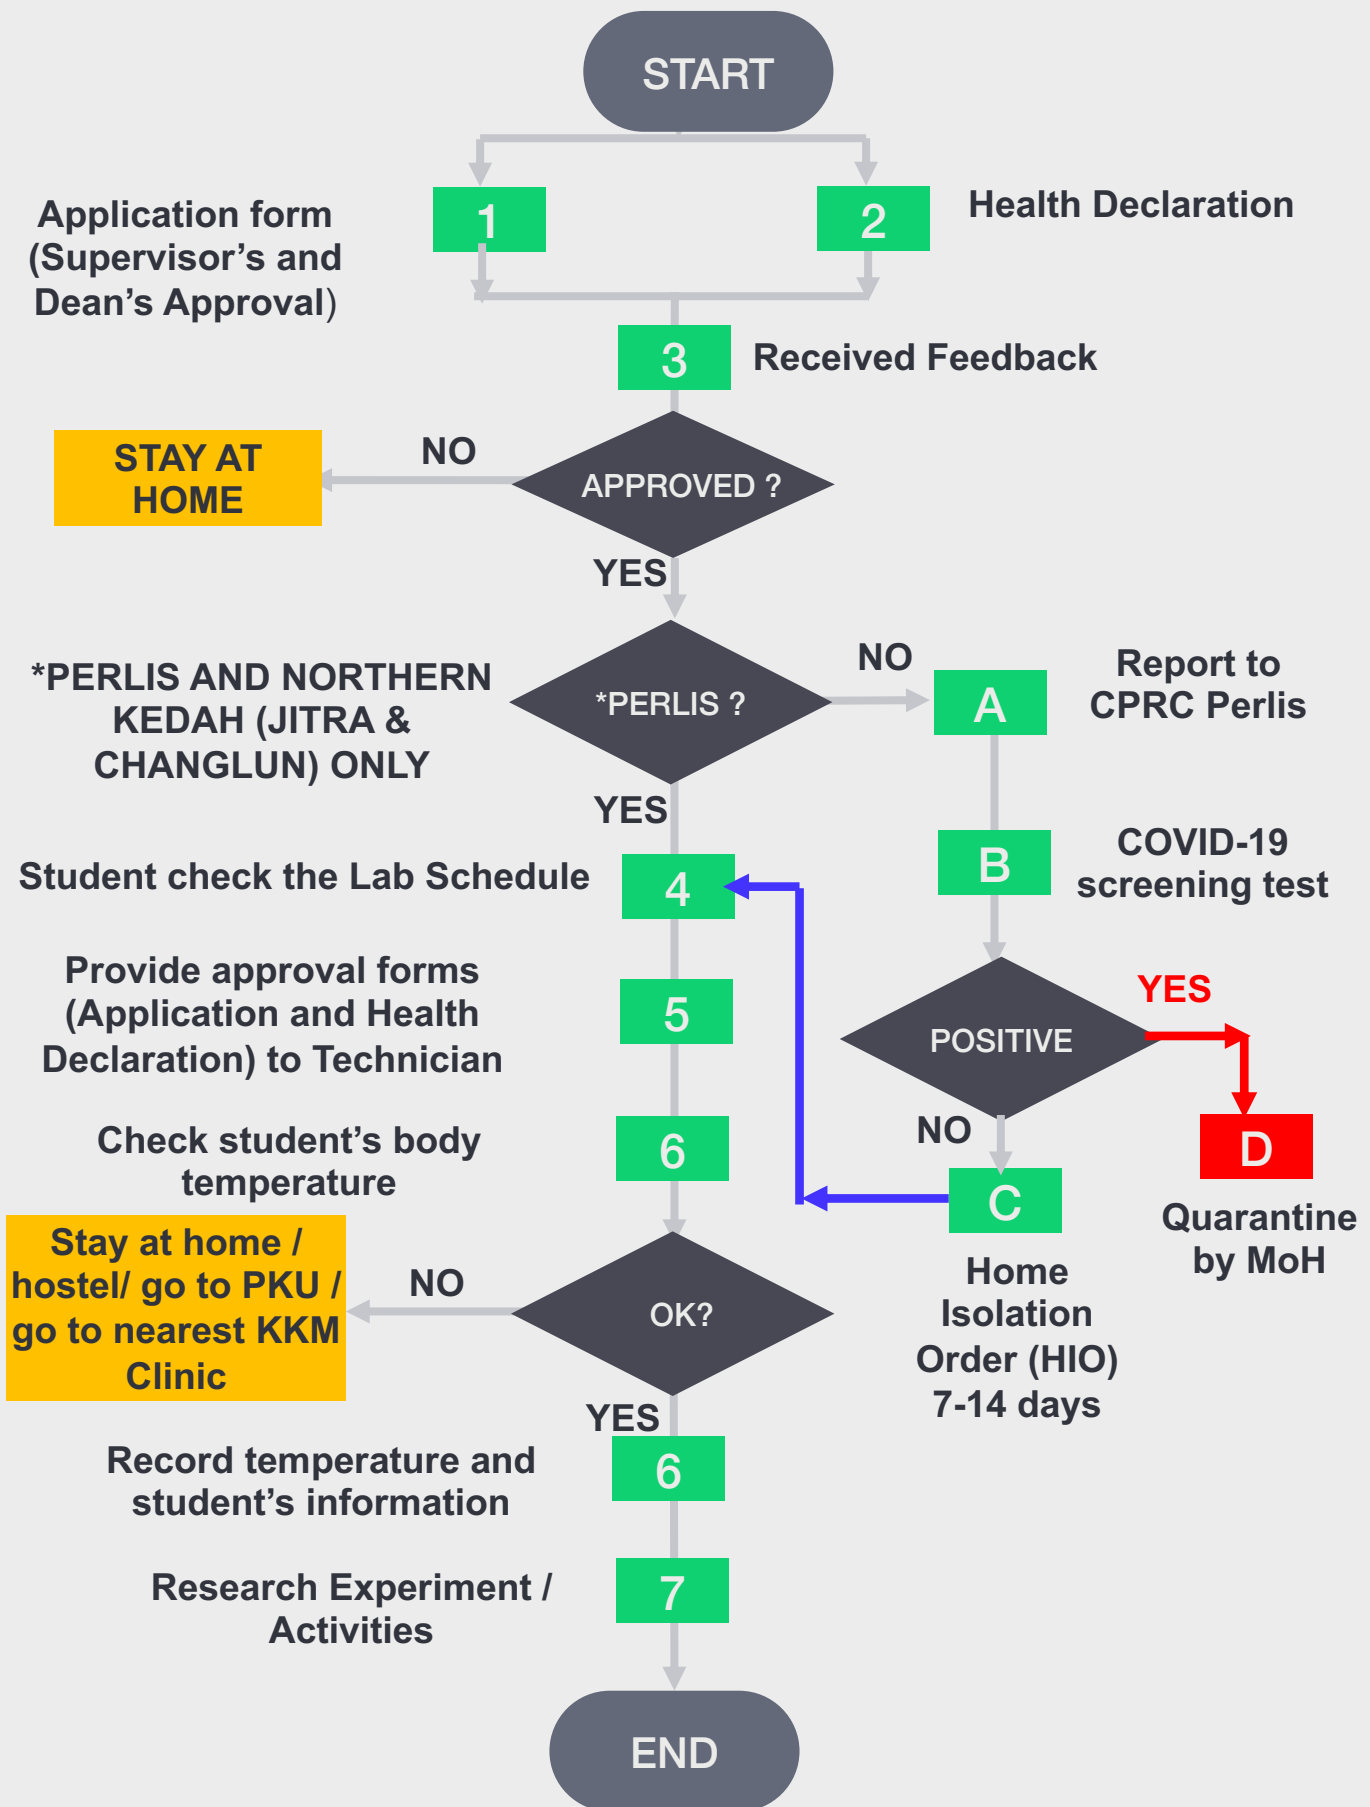 START
Application form
(Supervisor’s and
Dean’s Approval)
1
2
Health Declaration
3
Received Feedback
STAY AT
HOME
NO
APPROVED ?
YES
*PERLIS AND NORTHERN
KEDAH (JITRA &
CHANGLUN) ONLY
*PERLIS ?
NO
A
Report to
CPRC Perlis
YES
Student check the Lab Schedule
4
B
COVID-19
screening test
Provide approval forms
(Application and Health
Declaration) to Technician
5
POSITIVE
YES
NO
D
Quarantine
by MoH
C
Home
Isolation
Order (HIO)
7-14 days
Check student’s body
temperature
6
Stay at home /
hostel/ go to PKU /
go to nearest KKM
Clinic
NO
OK?
YES
Record temperature and
student’s information
6
Research Experiment /
Activities
7
END